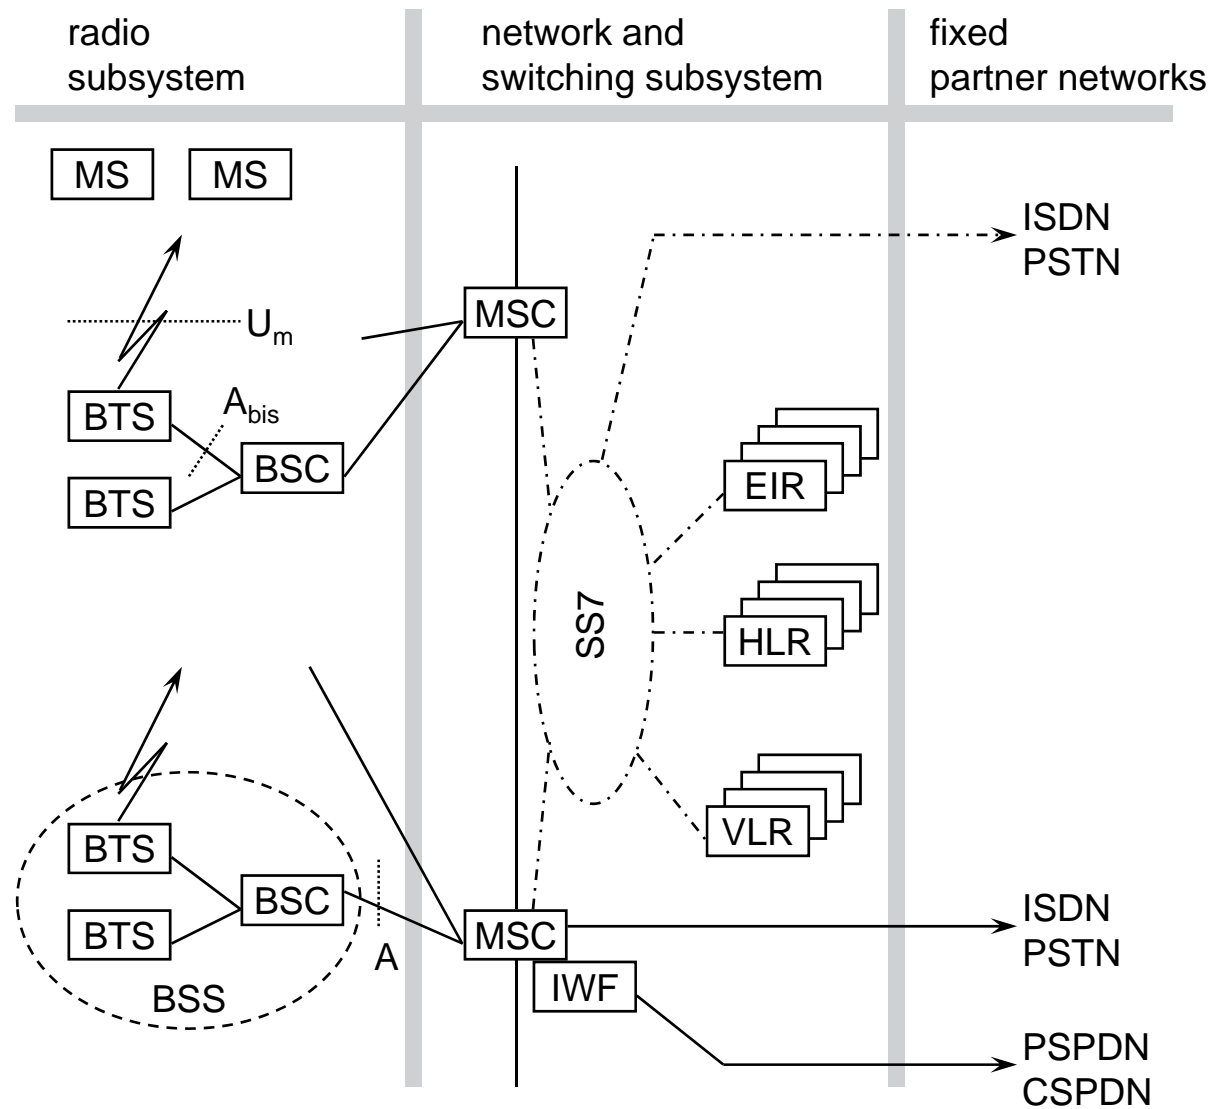 radio
subsystem
network and
switching subsystem
fixed
partner networks
MS
MS
ISDN
PSTN
MSC
Um
Abis
BTS
BSC
BTS
EIR
SS7
HLR
VLR
BTS
BSC
BTS
BSS
A
MSC
IWF
ISDN
PSTN
PSPDN
CSPDN